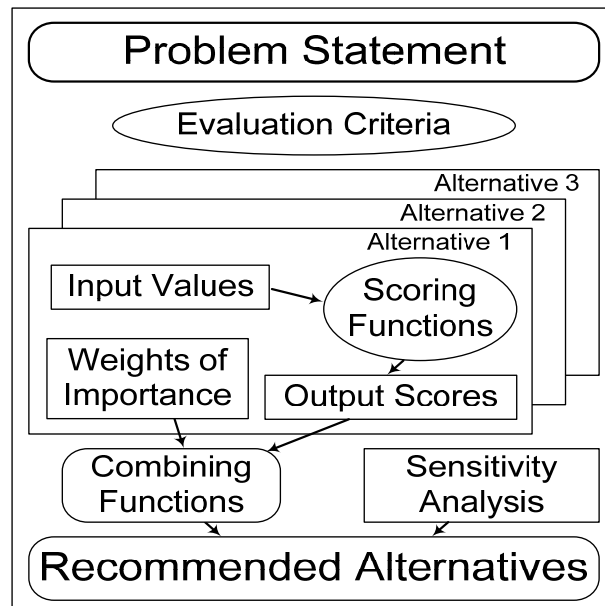 Problem Statement
Evaluation Criteria
Alternative 3
Alternative 2
Alternative 1
Input Values
Scoring
Functions
Weights of
Importance
Output Scores
Combining
Functions
Sensitivity
Analysis
Recommended Alternatives